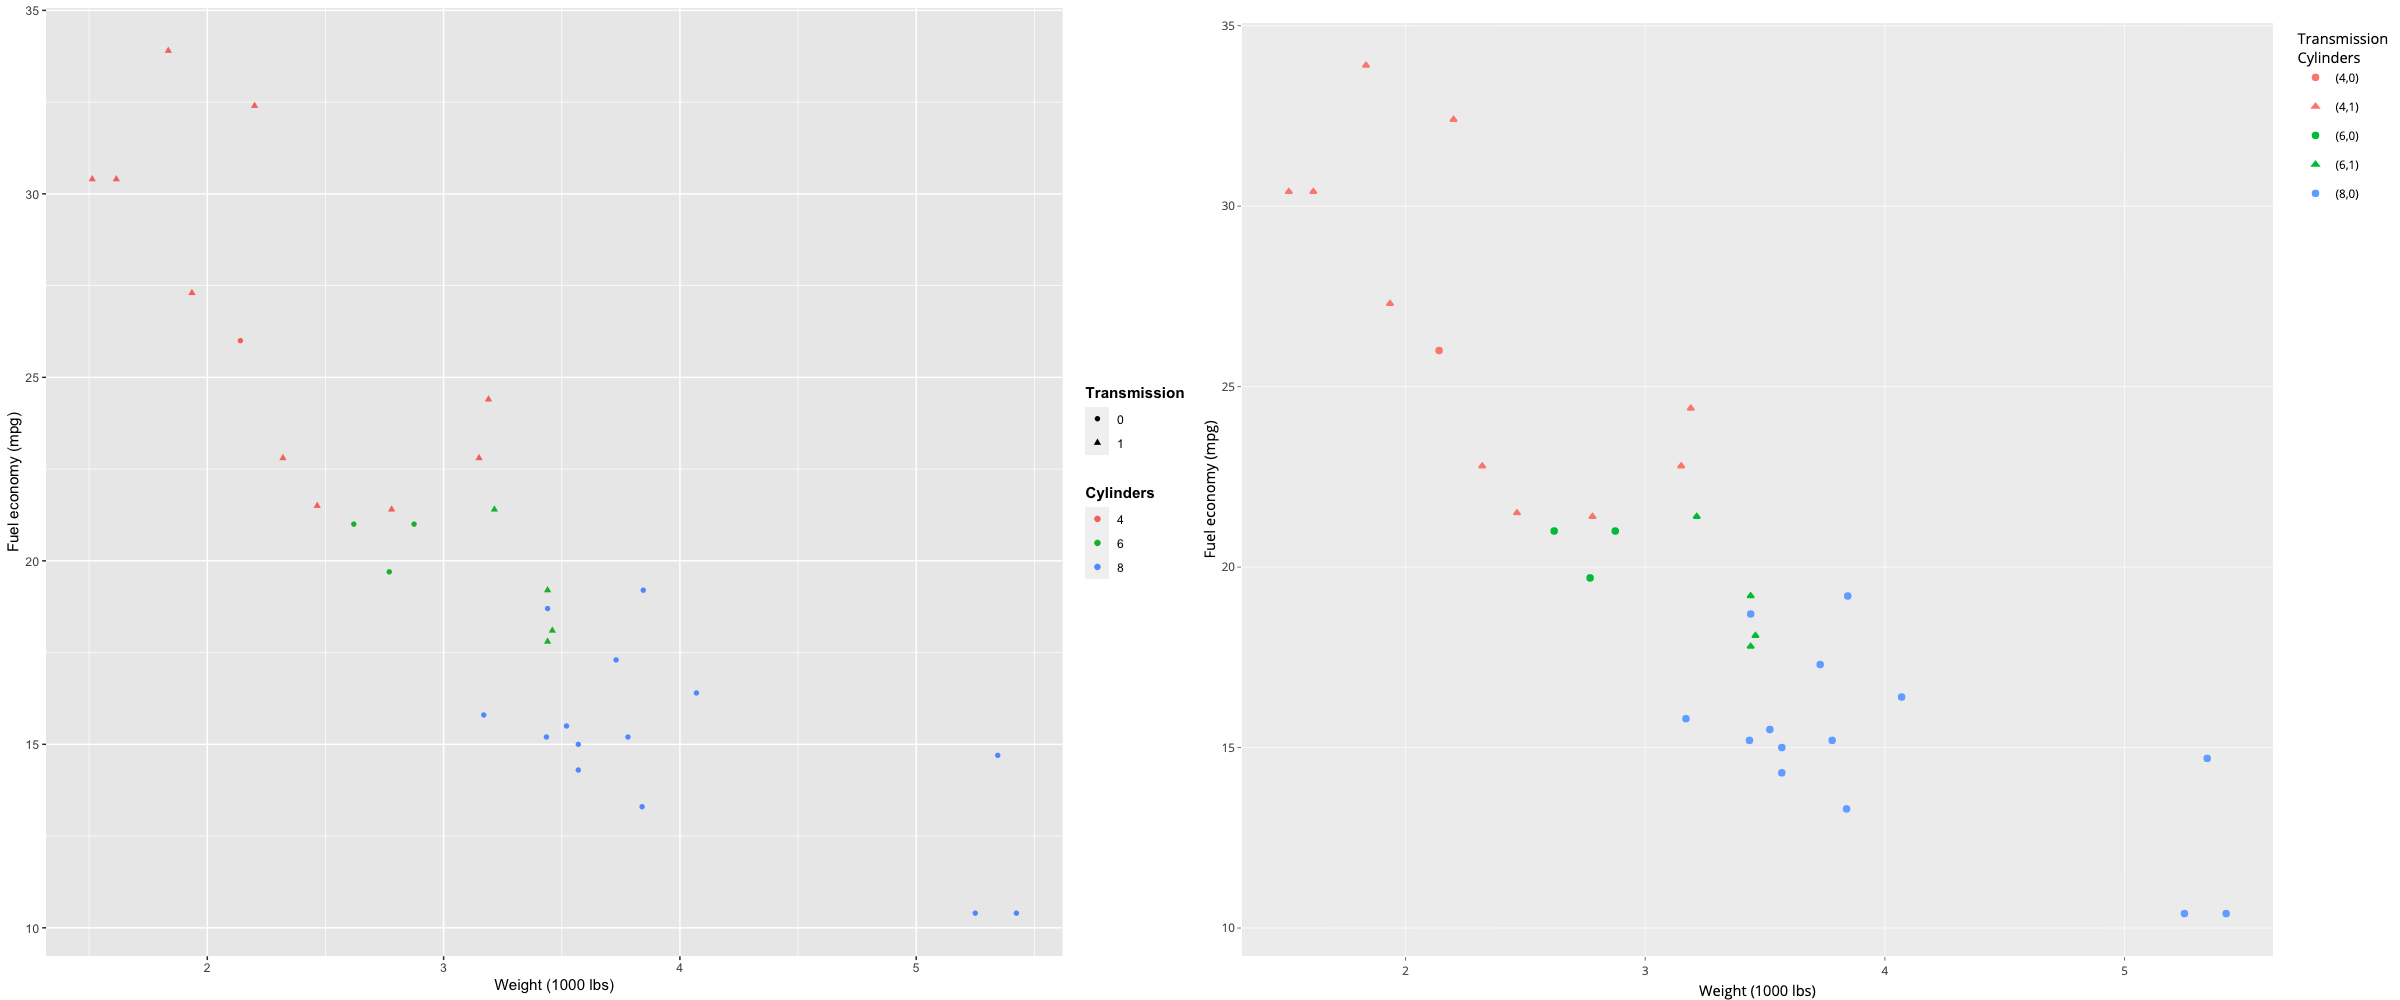 35
30
25
20
15
10
Fuel economy (mpg)
2 3 4 5
Weight (1000 lbs)
Transmission
0
1
Cylinders
4
6
8
35
30
25
20
15
10
Fuel economy (mpg)
2 3 4 5
Weight (1000 lbs)
Transmission
Cylinders
(4,0)
(4,1)
(6,0)
(6,1)
(8,0)